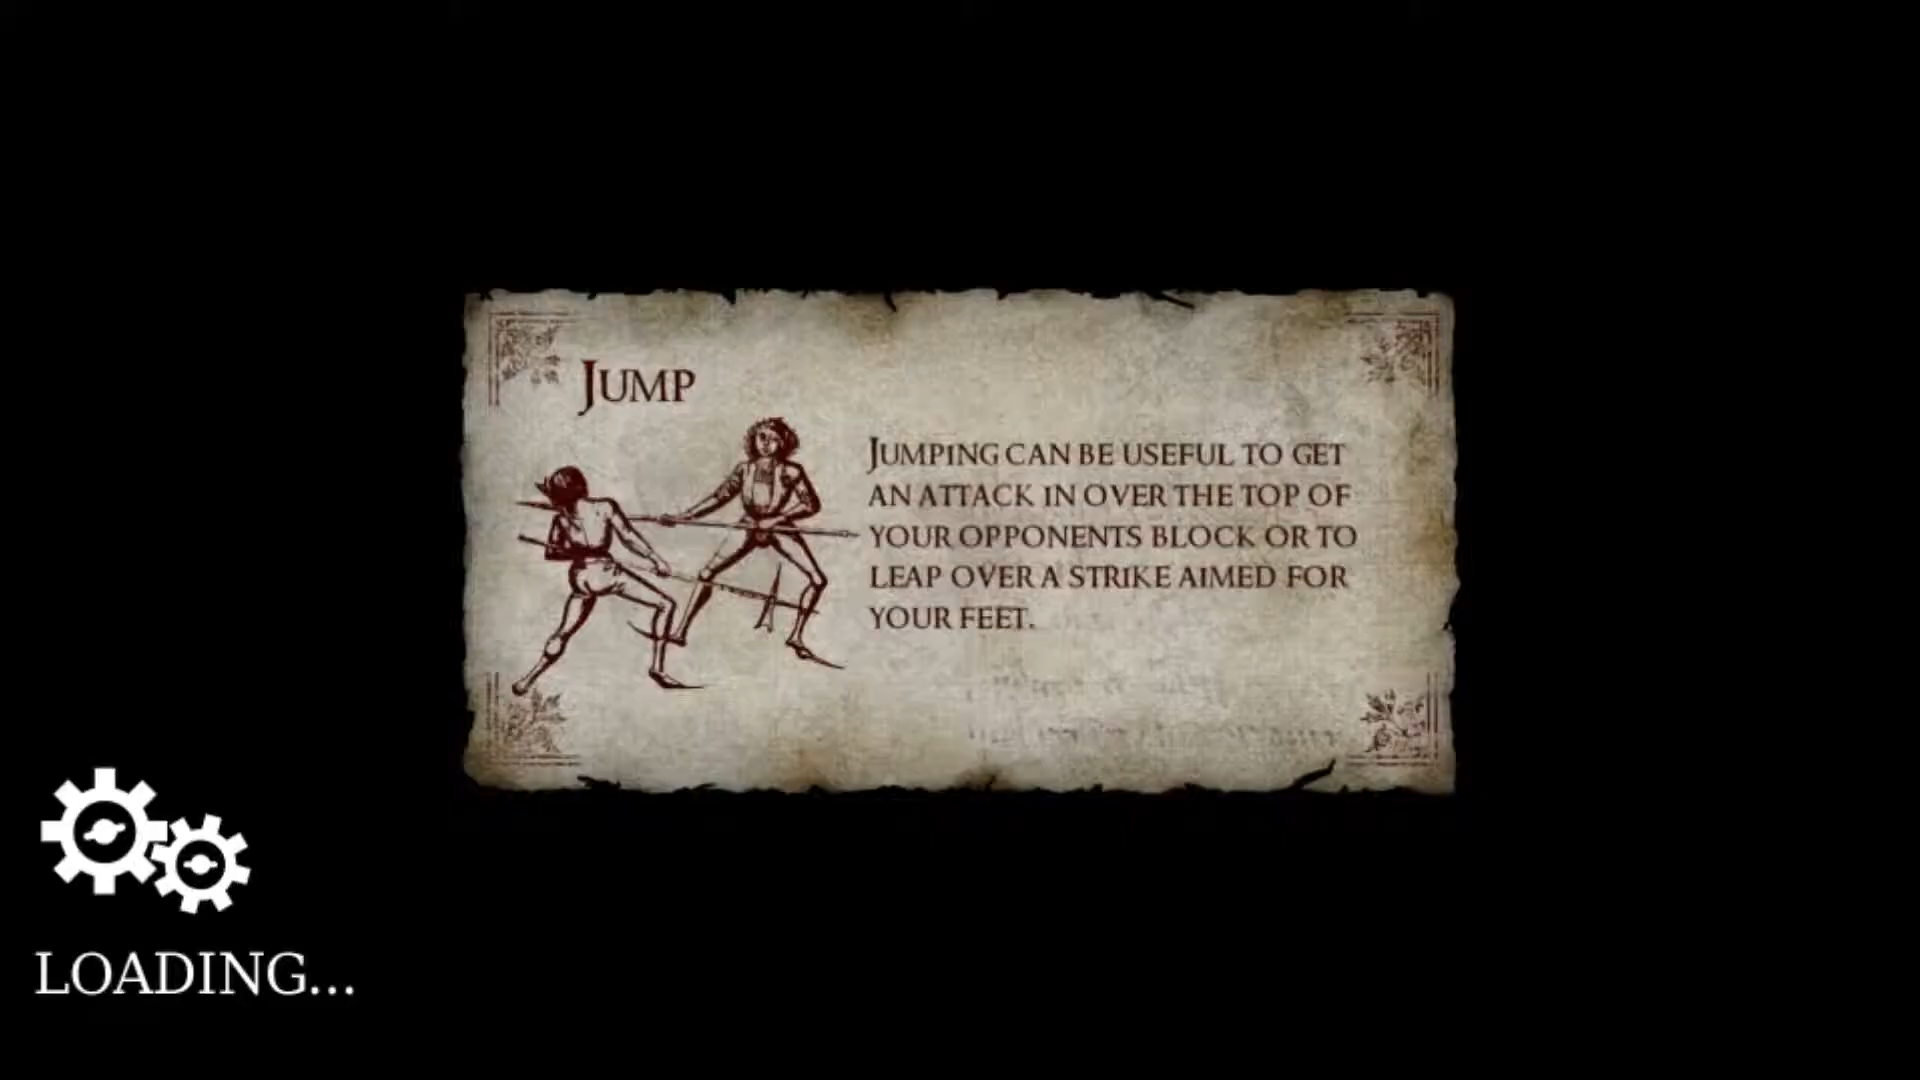 JUMP
JUMPING CAN BE USEFUL TO GET
AN ATTACK IN OVER THE TOP OF
YOUR OPPONENTS BLOCK OR TO
LEAP OVER A STRIKE AIMED FOR
YOUR FEET.
LOADING...